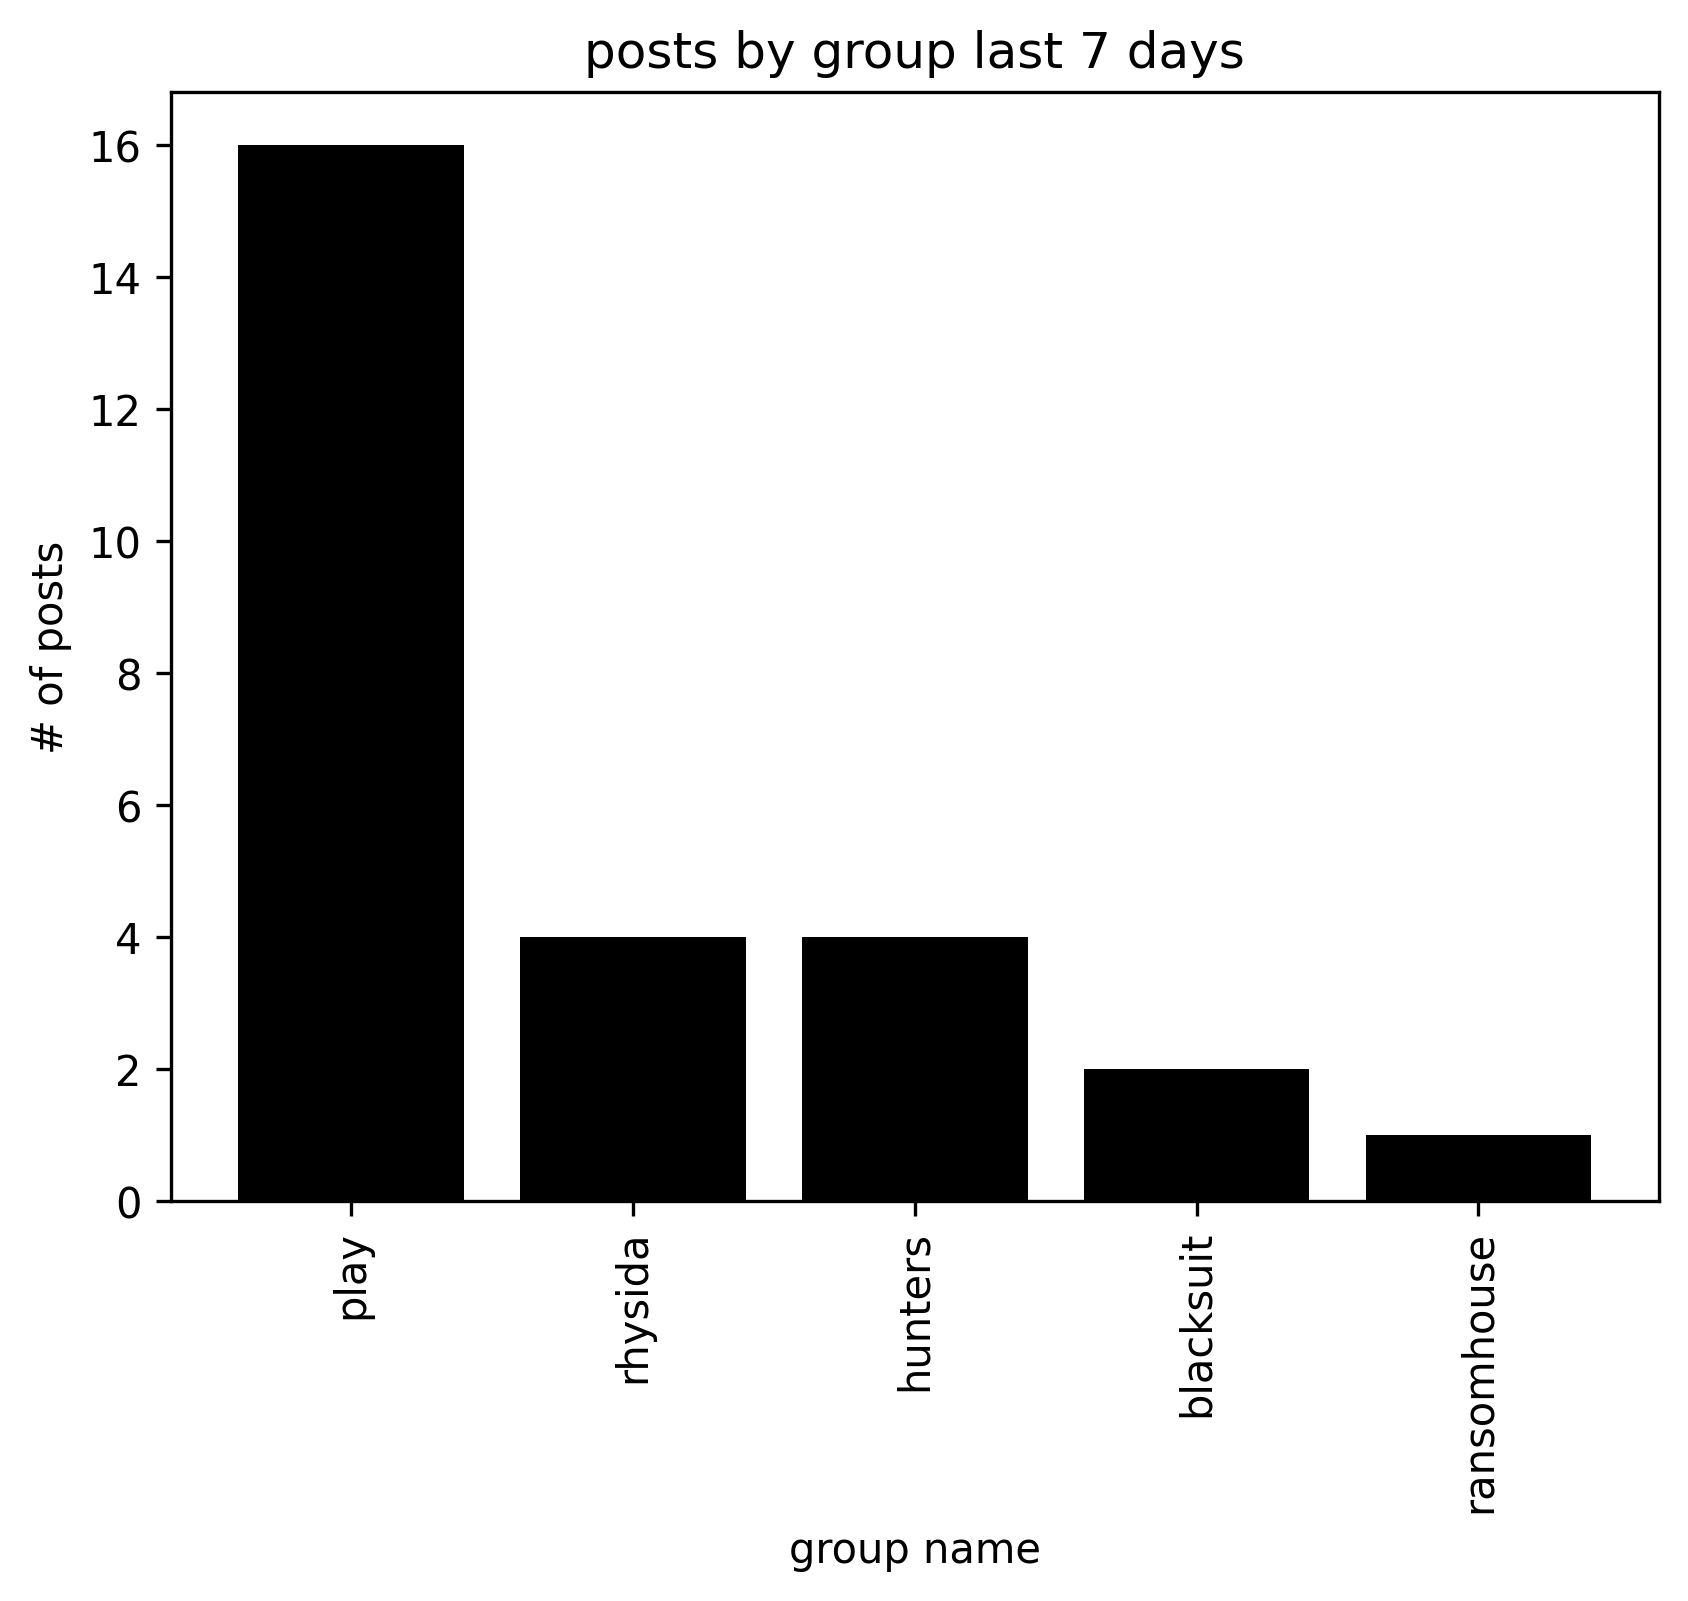 posts by group last 7 days
# of posts
16
14
12
10
8
6
4
2
0
play
rhysida
hunters
blacksuit
ransomhouse
group name